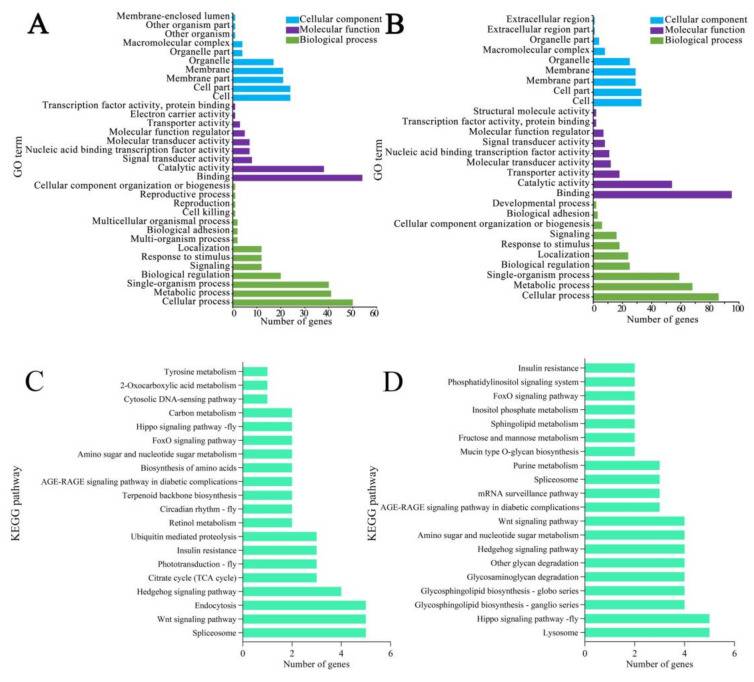 A
Membrane-enclosed lumen
Other organism part
Other organism
Macromolecular complex
Organelle part
Organelle
Membrane
Membrane part
Cell part
Cell
Transcription factor activity, protein binding
Electron carrier activity
Transporter activity
Molecular function regulator
Molecular transducer activity
Nucleic acid binding transcription factor activity
Signal transducer activity
Catalytic activity
Binding
Cellular component organization or biogenesis
Reproductive process
Reproduction
Cell killing
Multicellular organismal process
Biological adhesion
Multi-organism process
Localization
Response to stimulus
Signaling
Biological regulation
Single-organism process
Metabolic process
Cellular process
GO term
0 10 20 30 40 50 60
Number of genes
Cellular component
Molecular function
Biological process
B
Extracellular region
Extracellular region part
Organelle part
Macromolecular complex
Organelle
Membrane
Membrane part
Cell part
Cell
Structural molecule activity
Transcription factor activity, protein binding
Molecular function regulator
Signal transducer activity
Nucleic acid binding transcription factor activity
Molecular transducer activity
Transporter activity
Catalytic activity
Binding
Developmental process
Biological adhesion
Cellular component organization or biogenesis
Signaling
Response to stimulus
Localization
Biological regulation
Single-organism process
Metabolic process
Cellular process
GO term
0 20 40 60 80 100
Number of genes
Cellular component
Molecular function
Biological process
C
Tyrosine metabolism
2-Oxocarboxylic acid metabolism
Cytosolic DNA-sensing pathway
Carbon metabolism
Hippo signaling pathway -fly
FoxO signaling pathway
Amino sugar and nucleotide sugar metabolism
Biosynthesis of amino acids
AGE-RAGE signaling pathway in diabetic complications
Terpenoid backbone biosynthesis
Circadian rhythm - fly
Retinol metabolism
Ubiquitin mediated proteolysis
Insulin resistance
Phototransduction - fly
Citrate cycle (TCA cycle)
Hedgehog signaling pathway
Endocytosis
Wnt signaling pathway
Spliceosome
KEGG pathway
0 2 4 6
Number of genes
D
Insulin resistance
Phosphatidylinositol signaling system
FoxO signaling pathway
Inositol phosphate metabolism
Sphingolipid metabolism
Fructose and mannose metabolism
Mucin type O-glycan biosynthesis
Purine metabolism
Spliceosome
mRNA surveillance pathway
AGE-RAGE signaling pathway in diabetic complications
Wnt signaling pathway
Amino sugar and nucleotide sugar metabolism
Hedgehog signaling pathway
Other glycan degradation
Glycosaminoglycan degradation
Glycosphingolipid biosynthesis - globo series
Glycosphingolipid biosynthesis - ganglio series
Hippo signaling pathway -fly
Lysosome
KEGG pathway
0 2 4 6
Number of genes